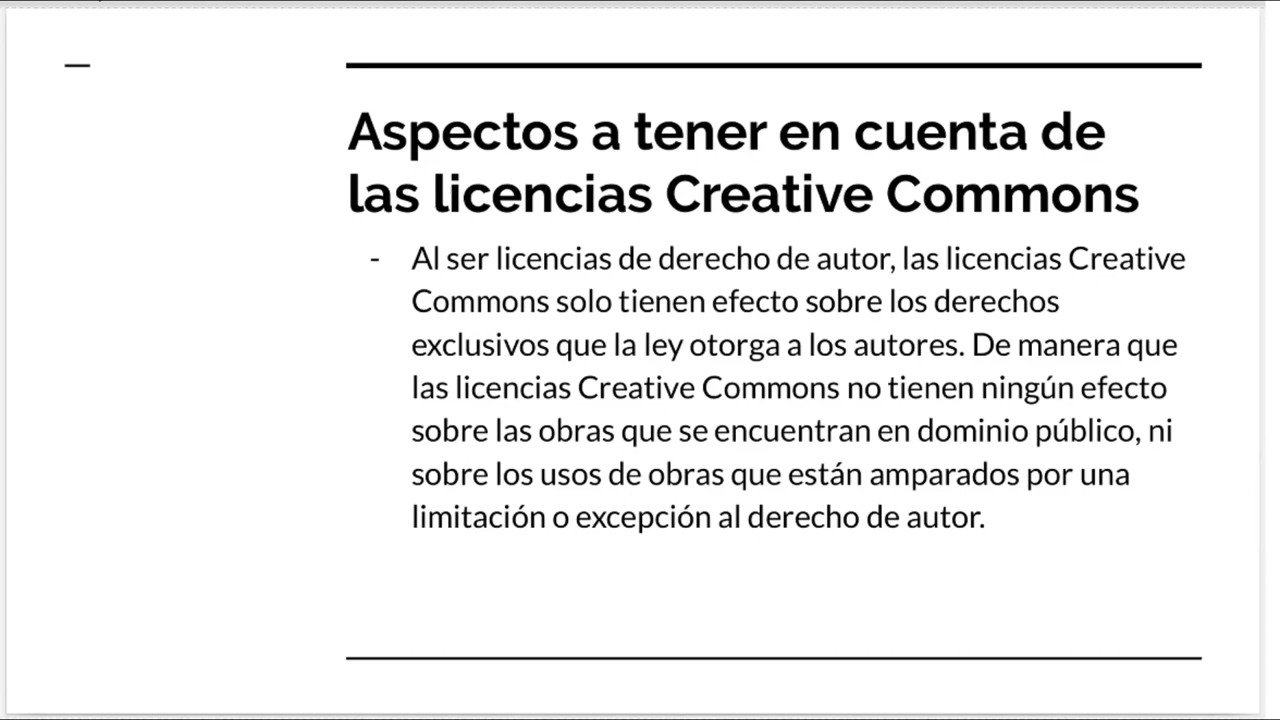 Aspectos a tener en cuenta de
las licencias Creative Commons
- Al ser licencias de derecho de autor, las licencias Creative
Commons solo tienen efecto sobre los derechos
exclusivos que la ley otorga a los autores. De manera que
las licencias Creative Commons no tienen ningún efecto
sobre las obras que se encuentran en dominio público, ni
sobre los usos de obras que están amparados por una
limitación o excepción al derecho de autor.